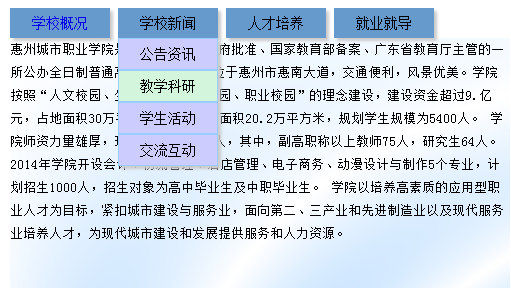 学校概况 学校新闻 人才培养 就业就导
公告资讯
教学科研
学生活动
交流互动
惠州城市职业学院 府批准、国家教育部备案、广东省教育厅主管的一
所公办全日制普通 位于惠州市惠南大道，交通便利，风景优美。学院
按照“人文校园、 园、职业校园”的理念建设，建设资金超过9.亿
元，占地面积30万 面积20.2万平方米，规划学生规模为5400人。 学
院师资力量雄厚， 人，其中，副高职称以上教师75人，研究生64人。
2014年学院开设会计 酒店管理、电子商务、动漫设计与制作5个专业，计
划招生1000人，招生对象为高中毕业生及中职毕业生。 学院以培养高素质的应用型职
业人才为目标，紧扣城市建设与服务业，面向第二、三产业和先进制造业以及现代服务
业培养人才，为现代城市建设和发展提供服务和人力资源。